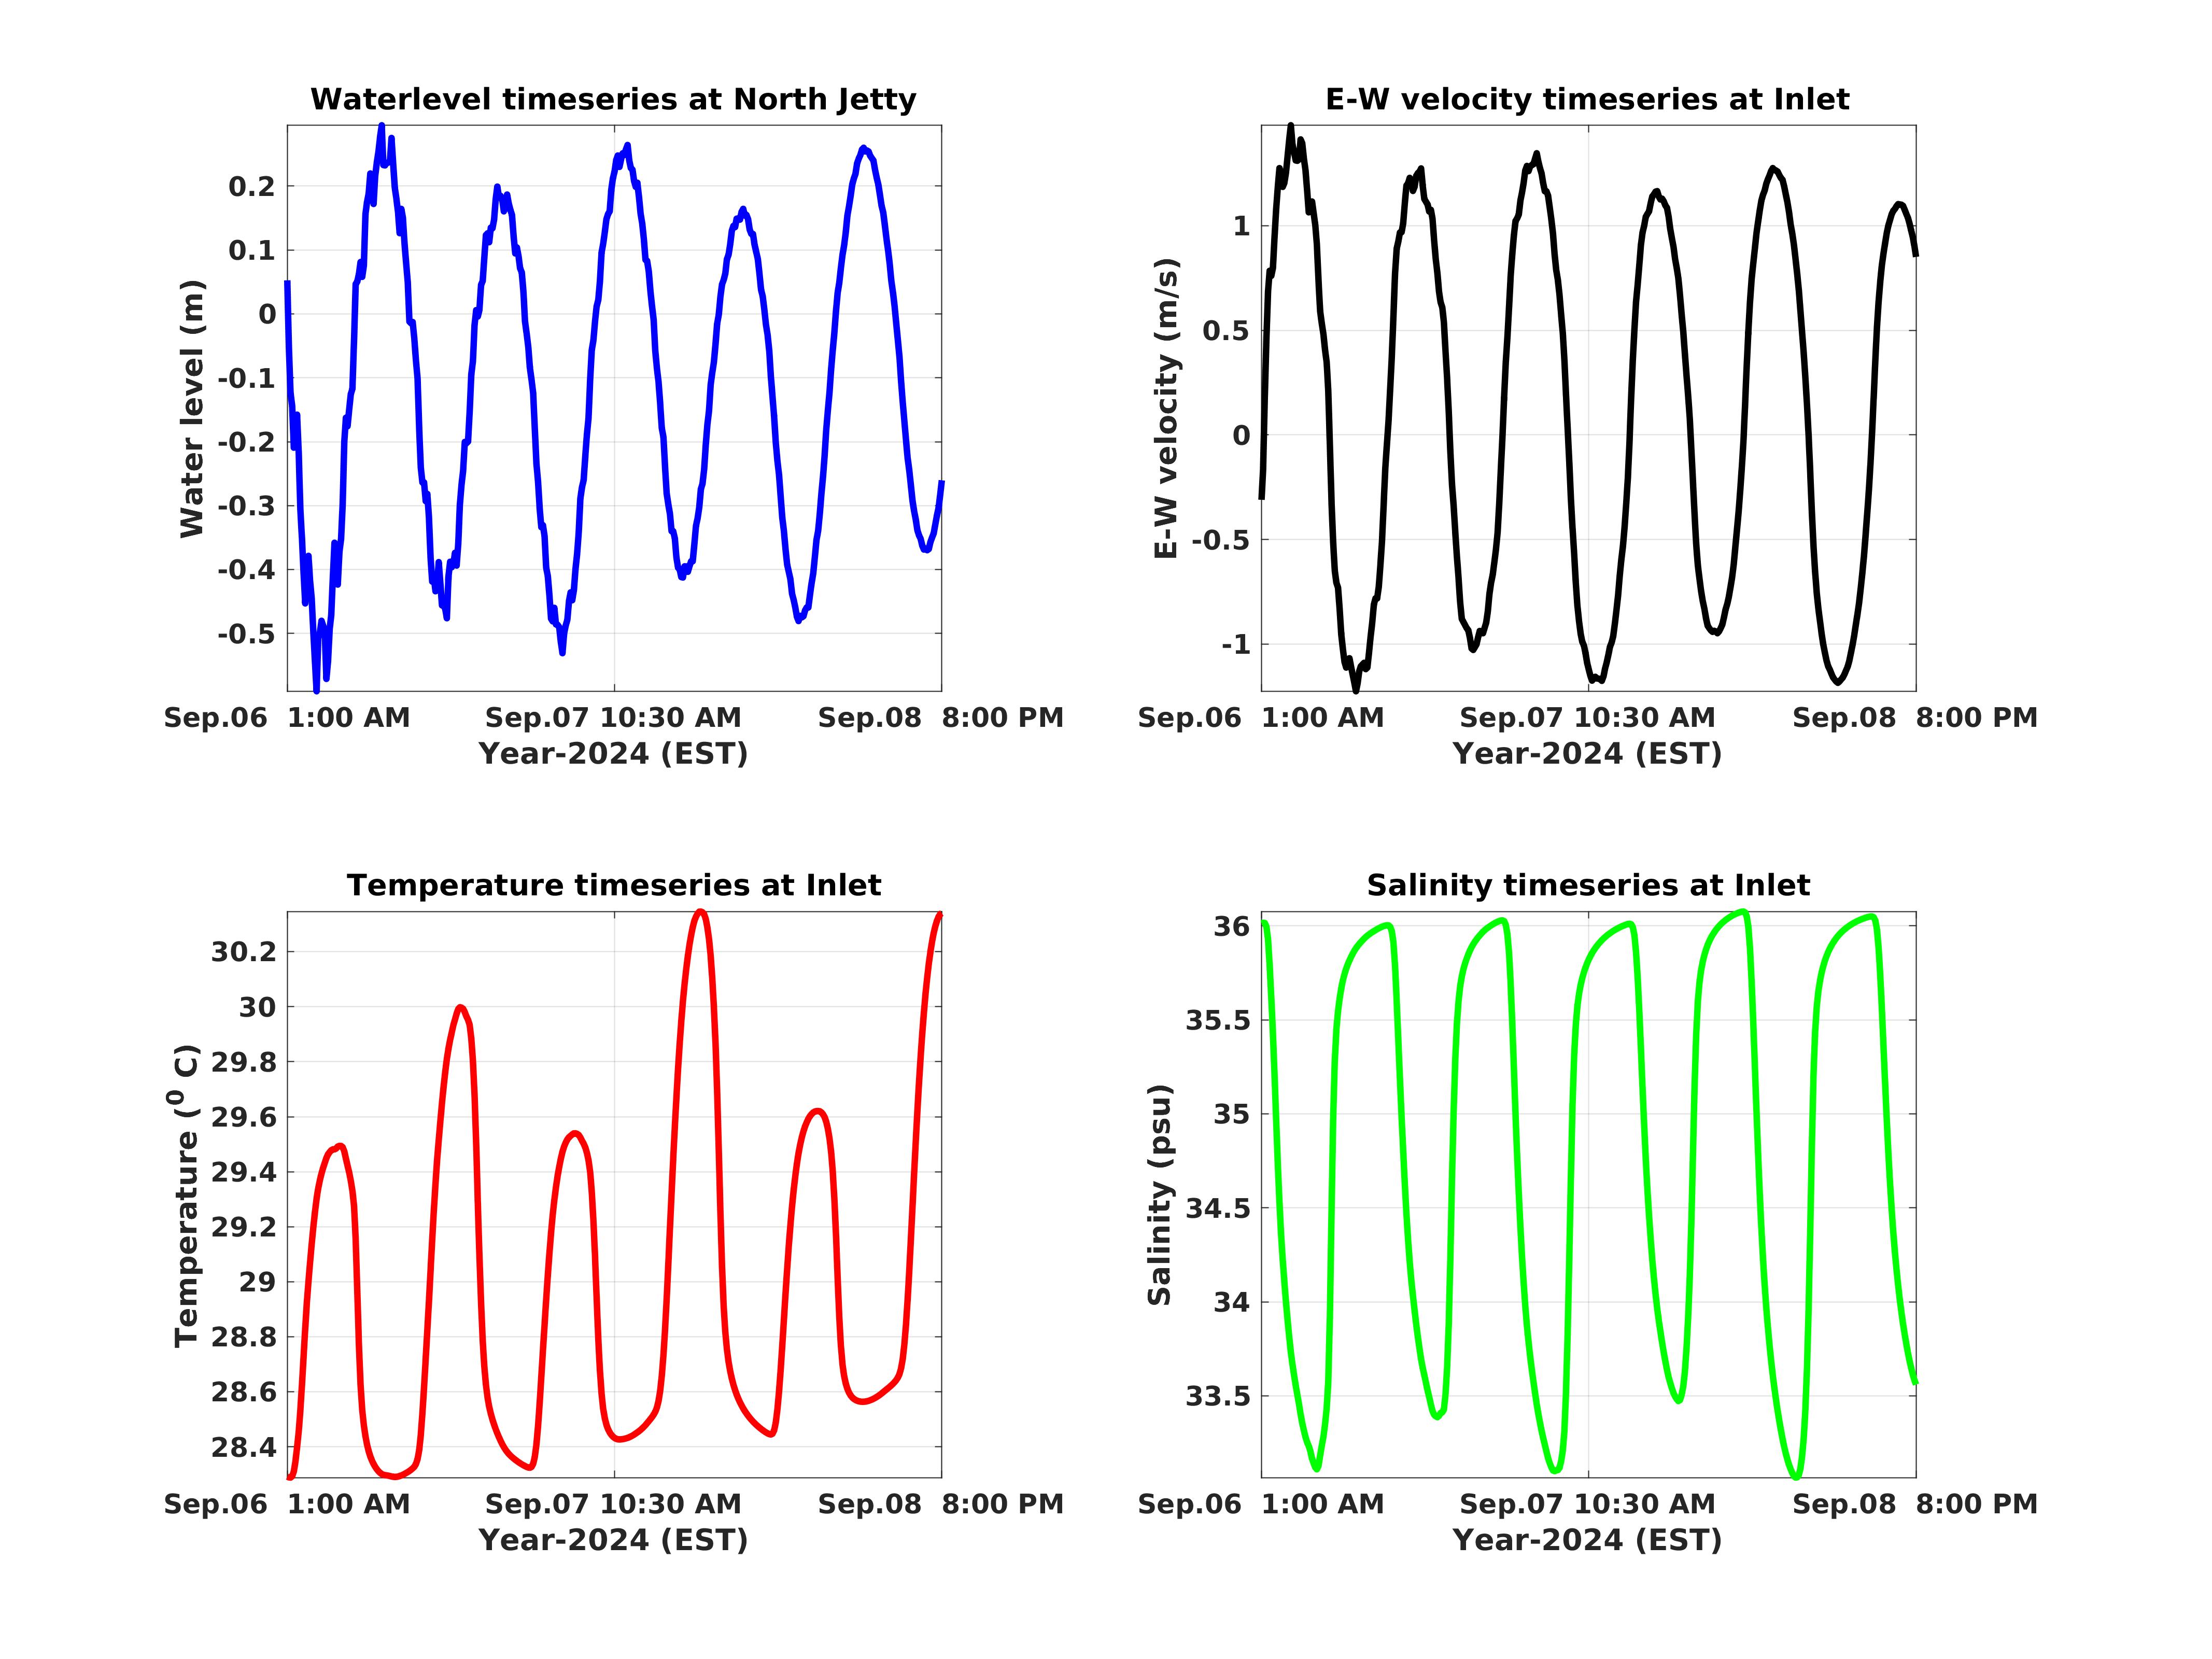 Waterlevel timeseries at North Jetty
0.2
0.1
0
-0.1
-0.2
-0.3
-0.4
-0.5
Water level (m)
Sep.06 1:00 AM
Sep.07 10:30 AM
Sep.08 8:00 PM
Year-2024 (EST)
E-W velocity timeseries at Inlet
1
0.5
0
-0.5
-1
E-W velocity (m/s)
Sep.06 1:00 AM
Sep.07 10:30 AM
Sep.08 8:00 PM
Year-2024 (EST)
Temperature timeseries at Inlet
30.2
30
29.8
29.6
29.4
29.2
29
28.8
28.6
28.4
Temperature (⁰ C)
Sep.06 1:00 AM
Sep.07 10:30 AM
Sep.08 8:00 PM
Year-2024 (EST)
Salinity timeseries at Inlet
36
35.5
35
34.5
34
33.5
Salinity (psu)
Sep.06 1:00 AM
Sep.07 10:30 AM
Sep.08 8:00 PM
Year-2024 (EST)